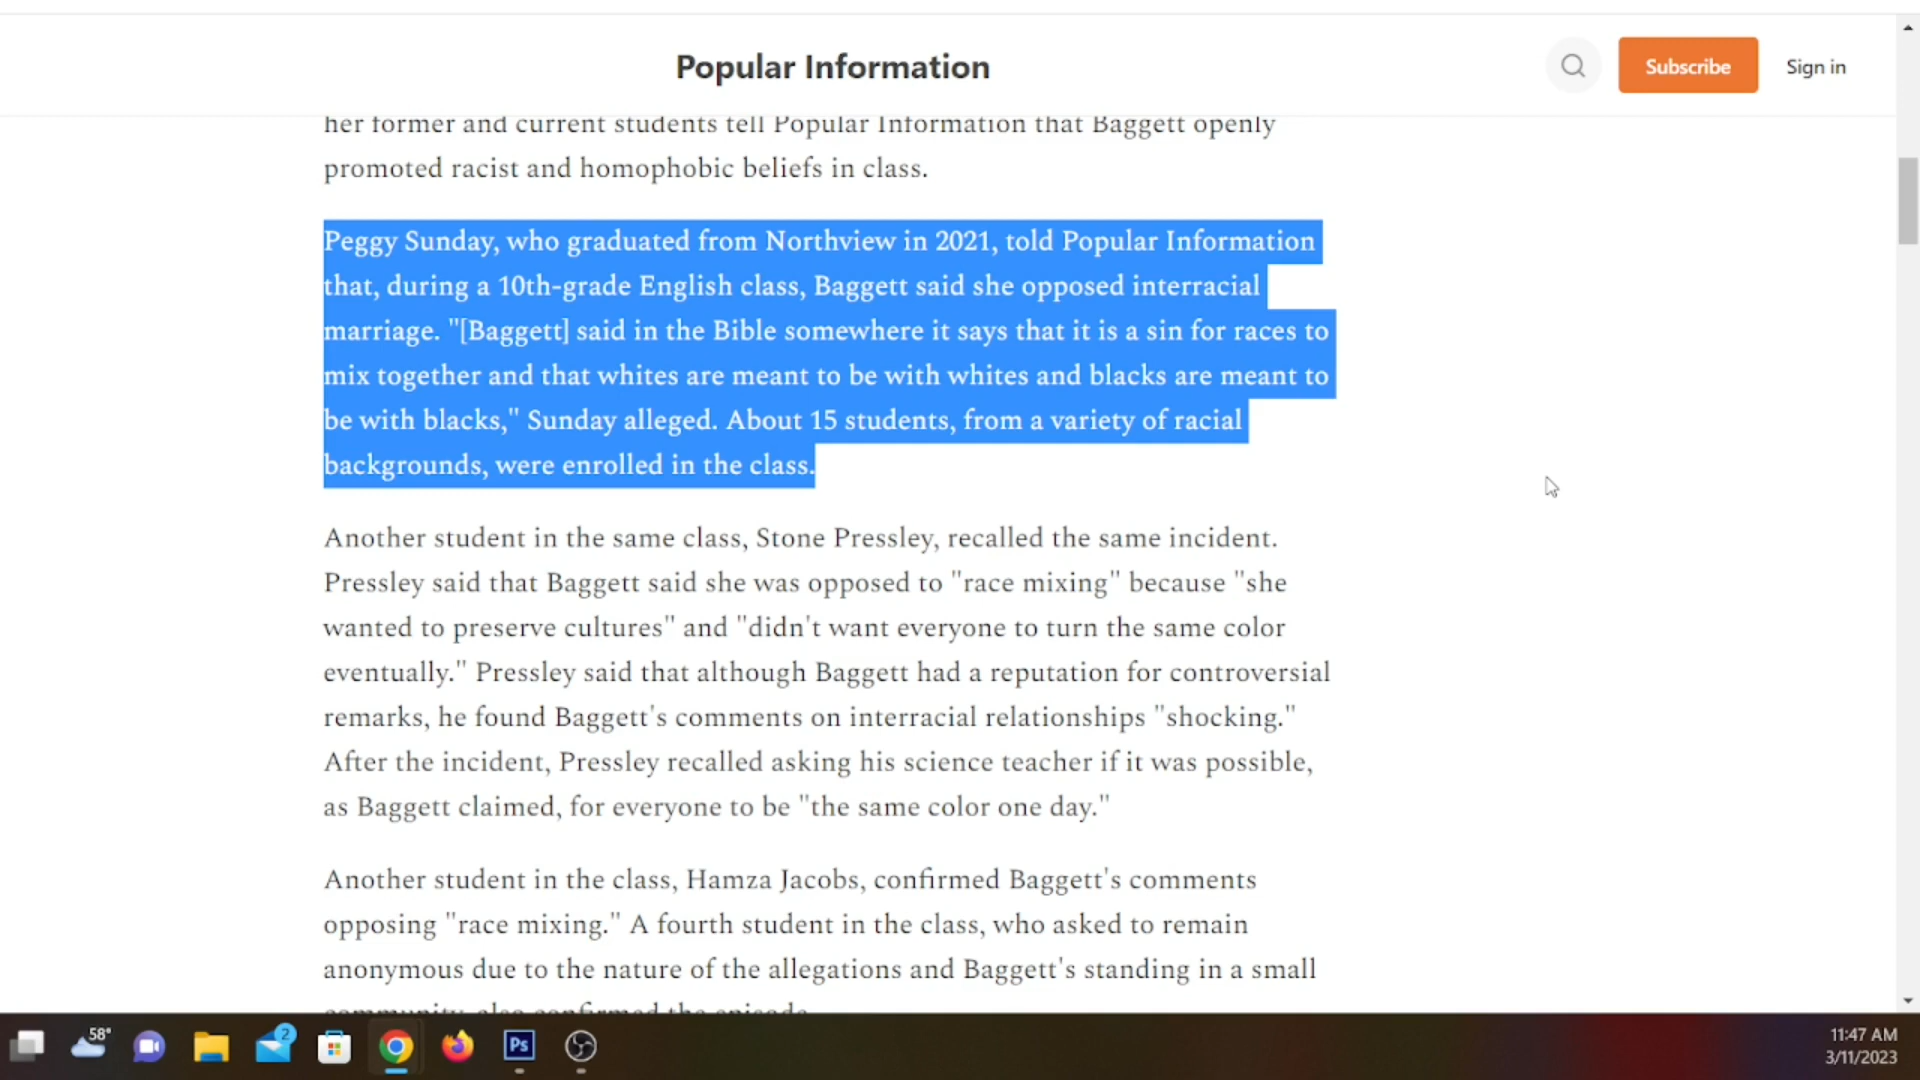 Popular Information
Subscribe
Sign in
her former and current students tell Popular Information that Baggett openly
promoted racist and homophobic beliefs in class.
Peggy Sunday, who graduated from Northview in 2021, told Popular Information
that, during a 10th-grade English class, Baggett said she opposed interracial
marriage. "[Baggett] said in the Bible somewhere it says that it is a sin for races to
mix together and that whites are meant to be with whites and blacks are meant to
be with blacks," Sunday alleged. About 15 students, from a variety of racial
backgrounds, were enrolled in the class.
Another student in the same class, Stone Pressley, recalled the same incident.
Pressley said that Baggett said she was opposed to "race mixing" because "she
wanted to preserve cultures" and "didn't want everyone to turn the same color
eventually." Pressley said that although Baggett had a reputation for controversial
remarks, he found Baggett's comments on interracial relationships "shocking."
After the incident, Pressley recalled asking his science teacher if it was possible,
as Baggett claimed, for everyone to be "the same color one day."
Another student in the class, Hamza Jacobs, confirmed Baggett's comments
opposing "race mixing." A fourth student in the class, who asked to remain
anonymous due to the nature of the allegations and Baggett's standing in a small
community, also confirmed the episode.
58°
2
Ps
11:47 AM
3/11/2023